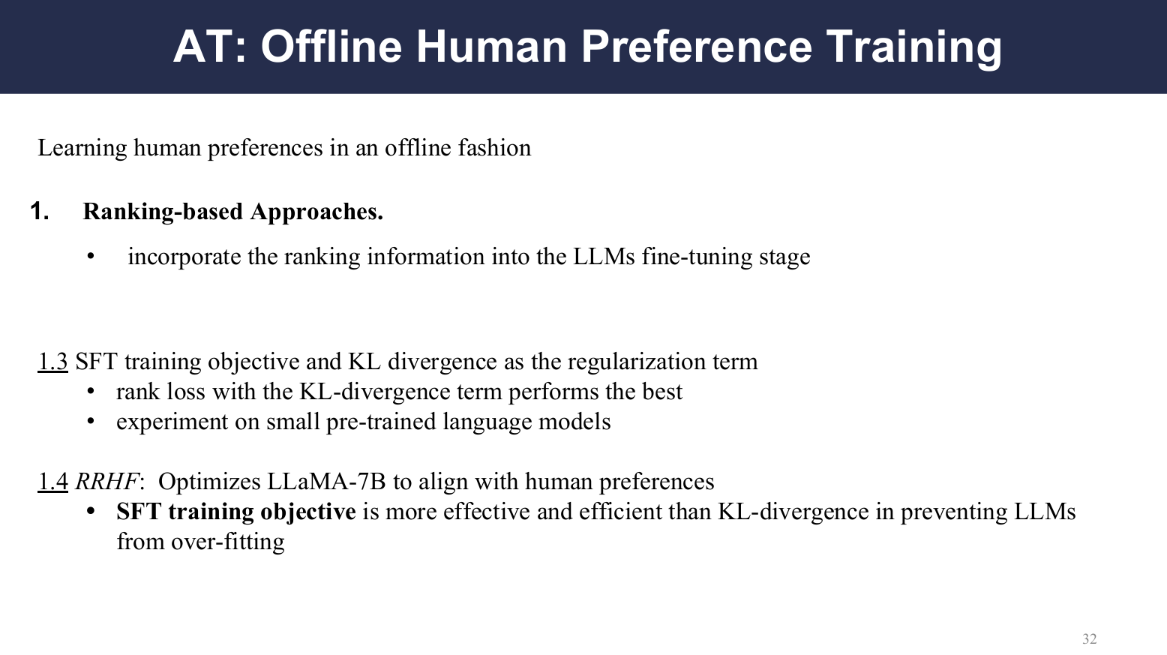 AT: Offline Human Preference Training
Learning human preferences in an offline fashion
1. Ranking-based Approaches.
• incorporate the ranking information into the LLMs fine-tuning stage
1.3 SFT training objective and KL divergence as the regularization term
• rank loss with the KL-divergence term performs the best
• experiment on small pre-trained language models
1.4 RRHF: Optimizes LLaMA-7B to align with human preferences
• SFT training objective is more effective and efficient than KL-divergence in preventing LLMs
from over-fitting
32